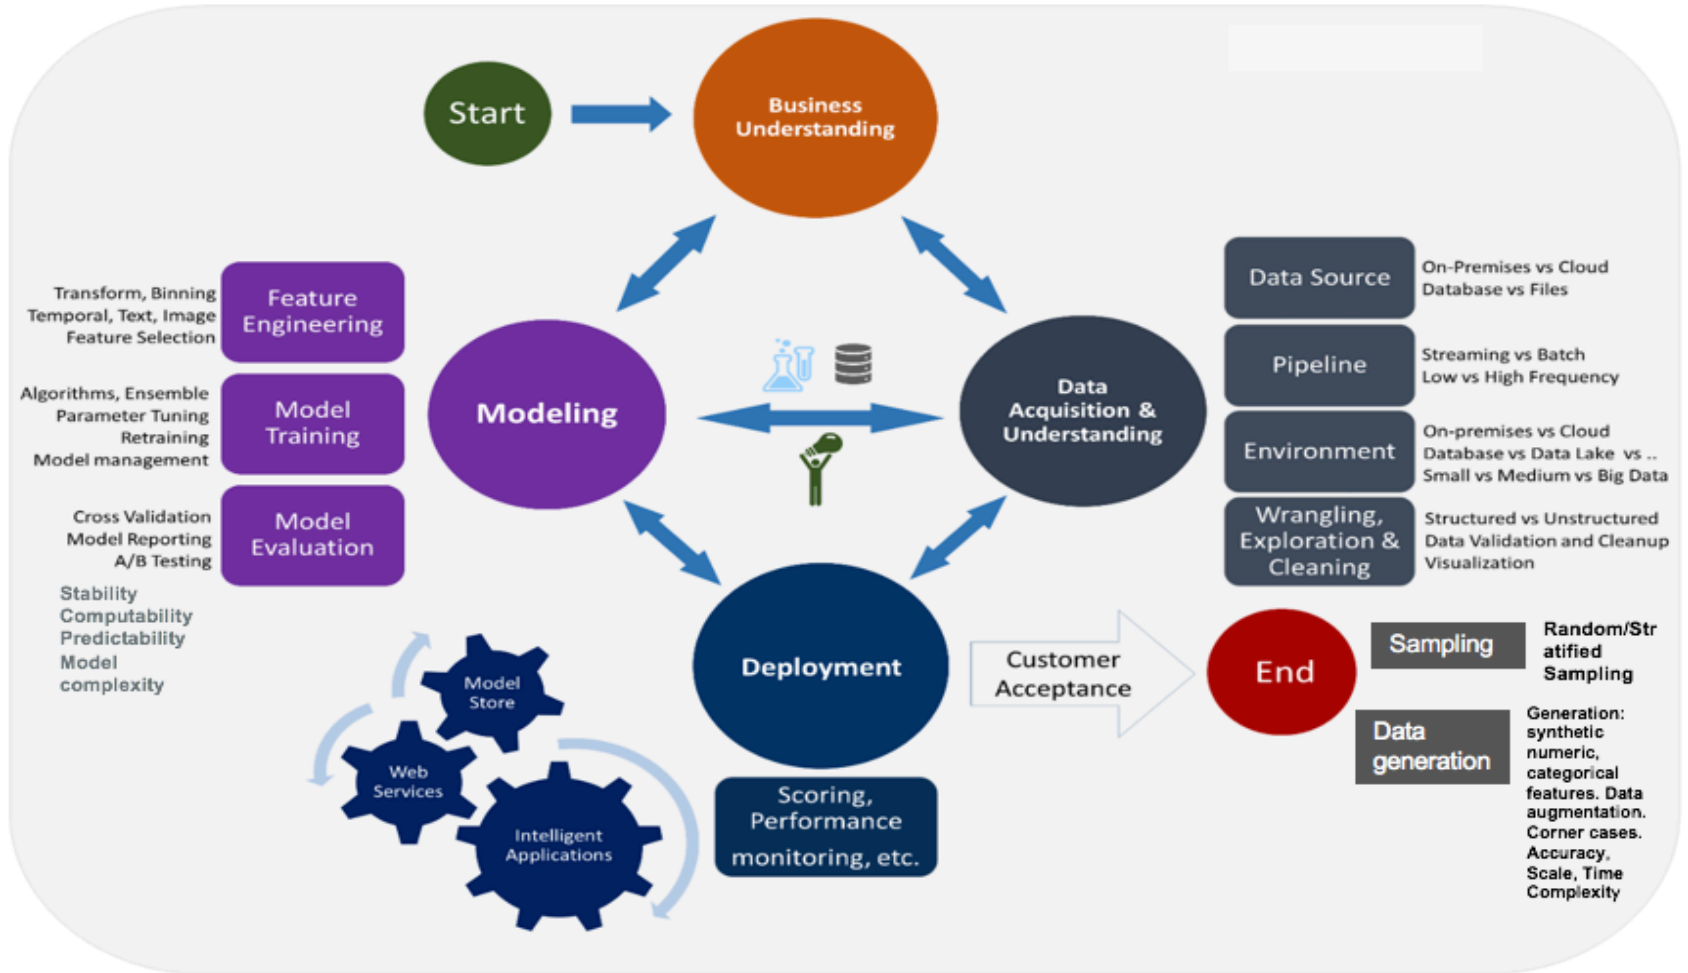 Start
Business
Understanding
Transform, Binning
Temporal, Text, Image
Feature Selection
Feature
Engineering
Algorithms, Ensemble
Parameter Tuning
Retraining
Model management
Model
Training
Cross Validation
Model Reporting
A/B Testing
Model
Evaluation
Stability
Computability
Predictability
Model
complexity
Modeling
Data
Acquisition &
Understanding
Data Source
On-Premises vs Cloud
Database vs Files
Pipeline
Streaming vs Batch
Low vs High Frequency
Environment
On-premises vs Cloud
Database vs Data Lake vs ..
Small vs Medium vs Big Data
Wrangling,
Exploration &
Cleaning
Structured vs Unstructured
Data Validation and Cleanup
Visualization
Model
Store
Web
Services
Intelligent
Applications
Deployment
Scoring,
Performance
monitoring, etc.
Customer
Acceptance
End
Sampling
Random/Str
atified
Sampling
Data
generation
Generation:
synthetic
numeric,
categorical
features. Data
augmentation.
Corner cases.
Accuracy,
Scale, Time
Complexity